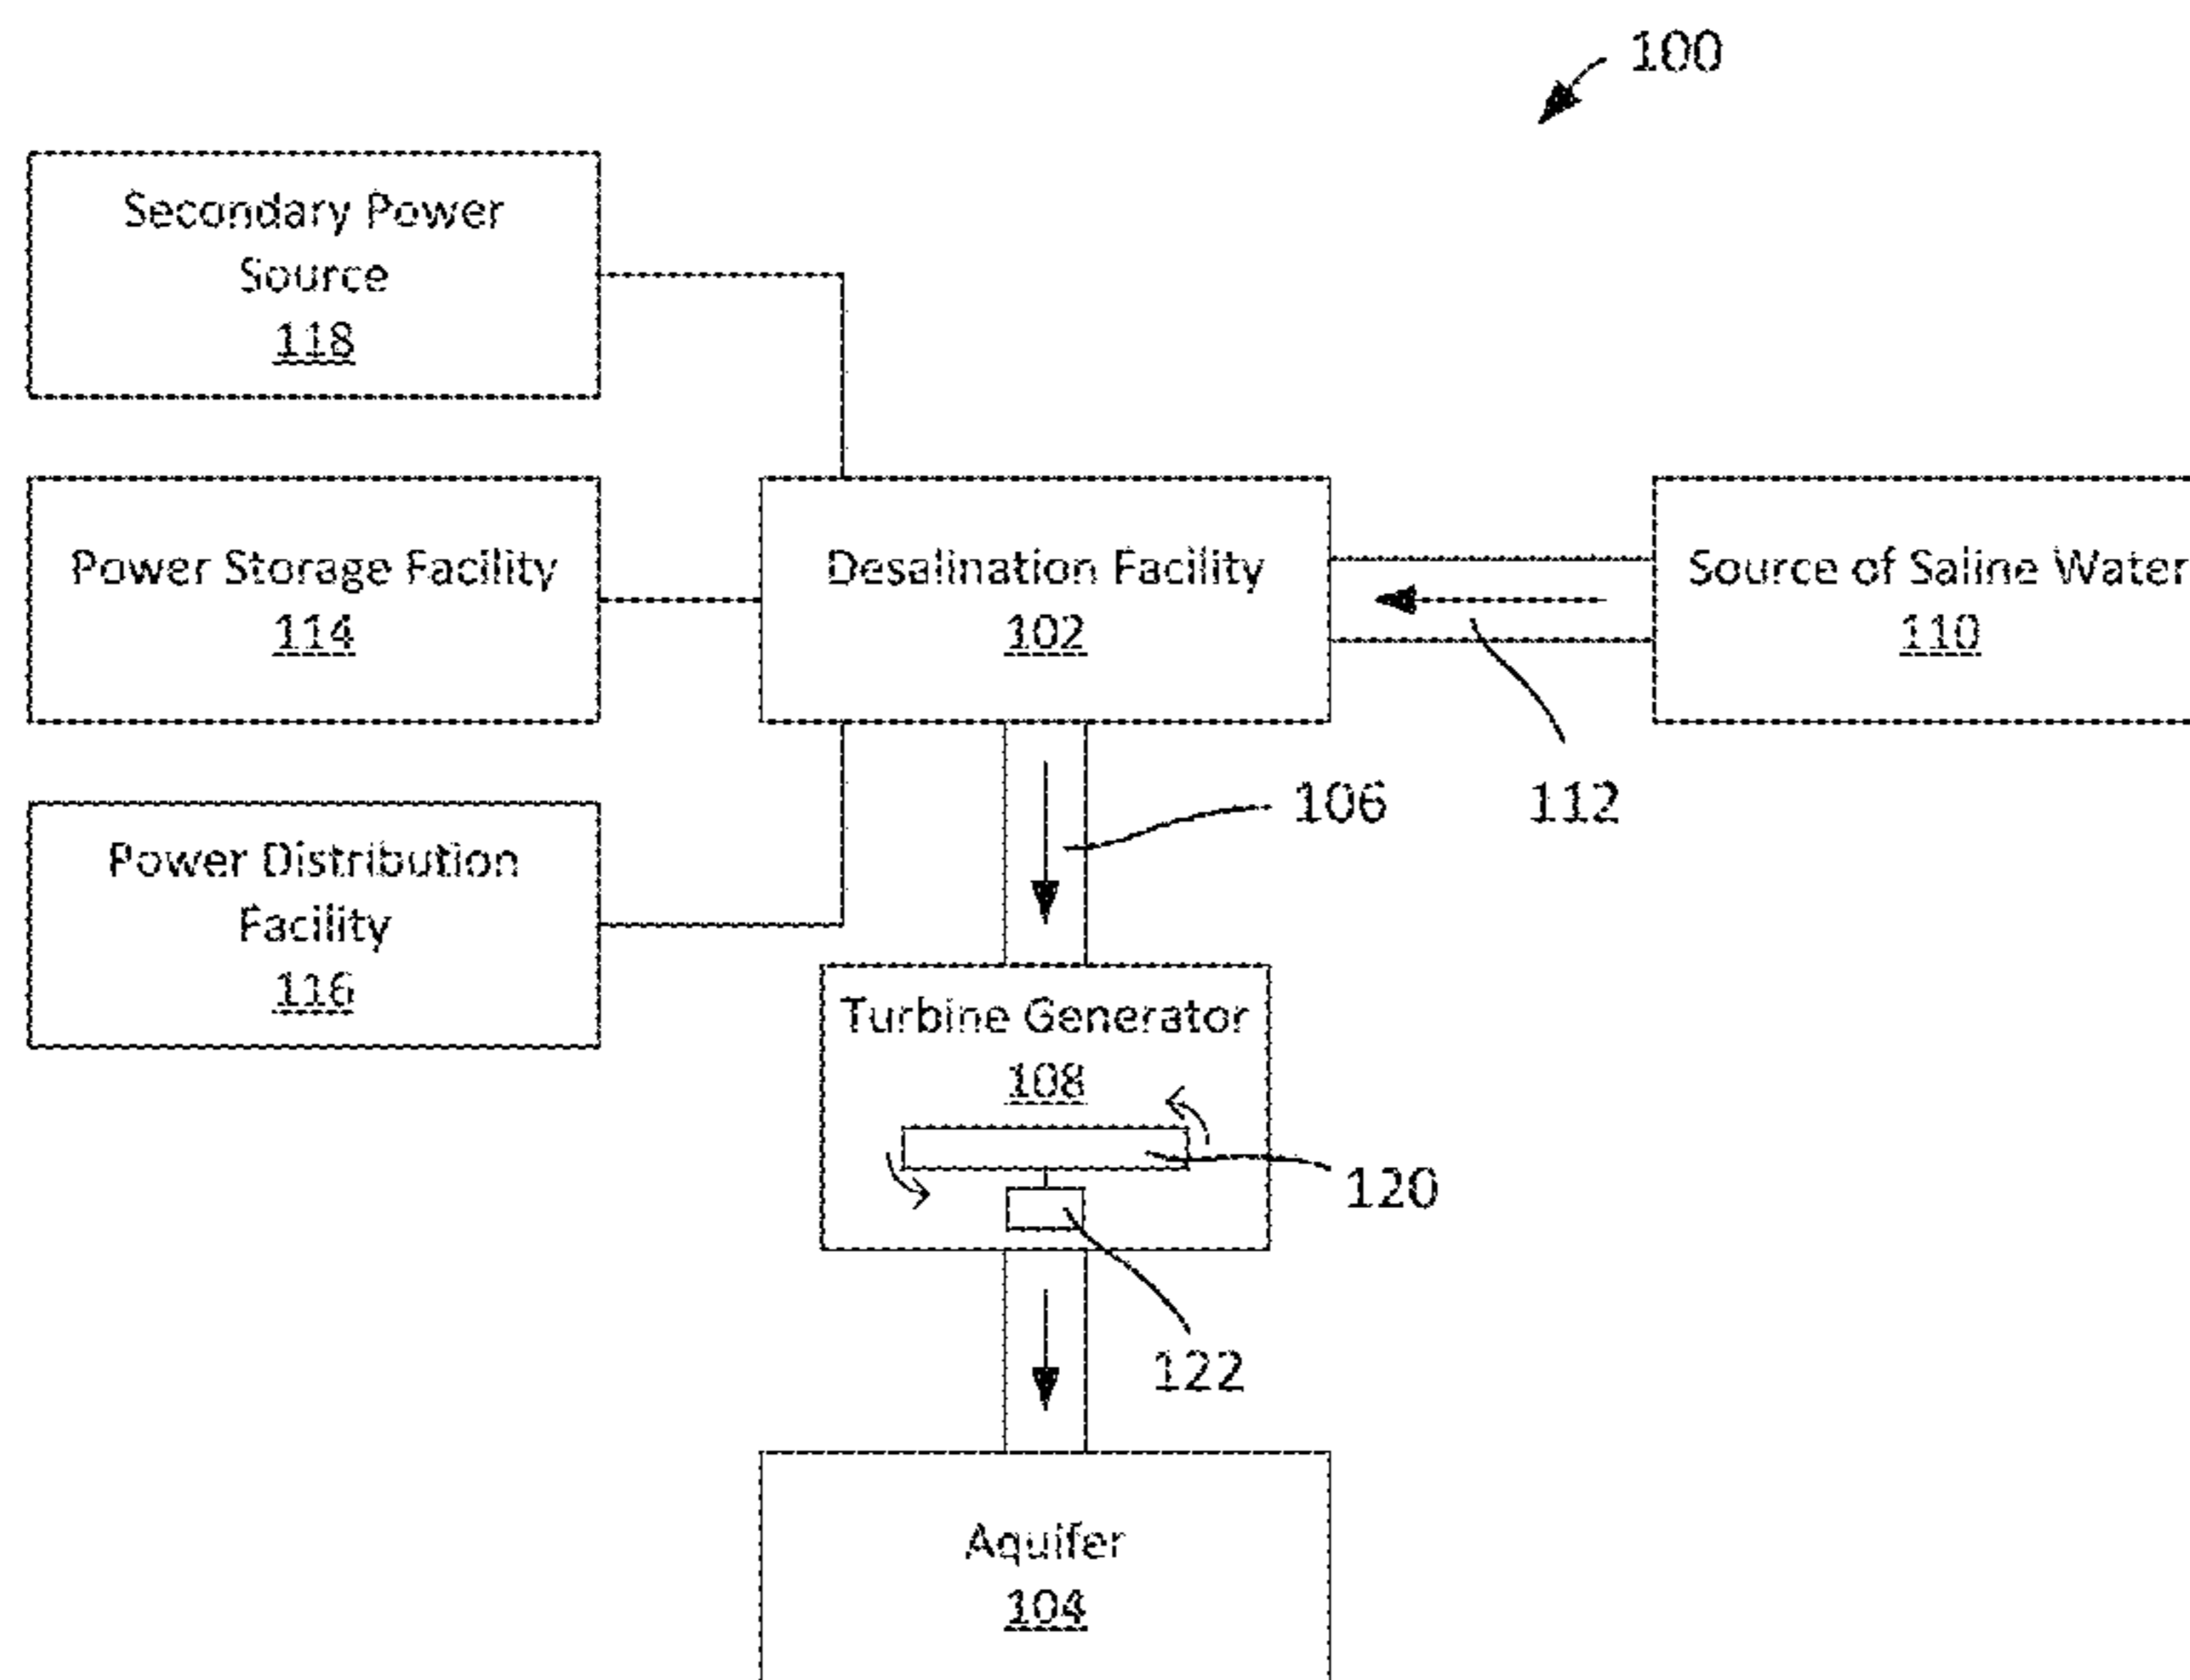 100
Secondary Power
Source
118
Power Storage Facility
114
Desalination Facility
102
Source of Saline Water
110
106
112
Power Distribution
Facility
116
Turbine Generator
108
120
122
Aquifer
104